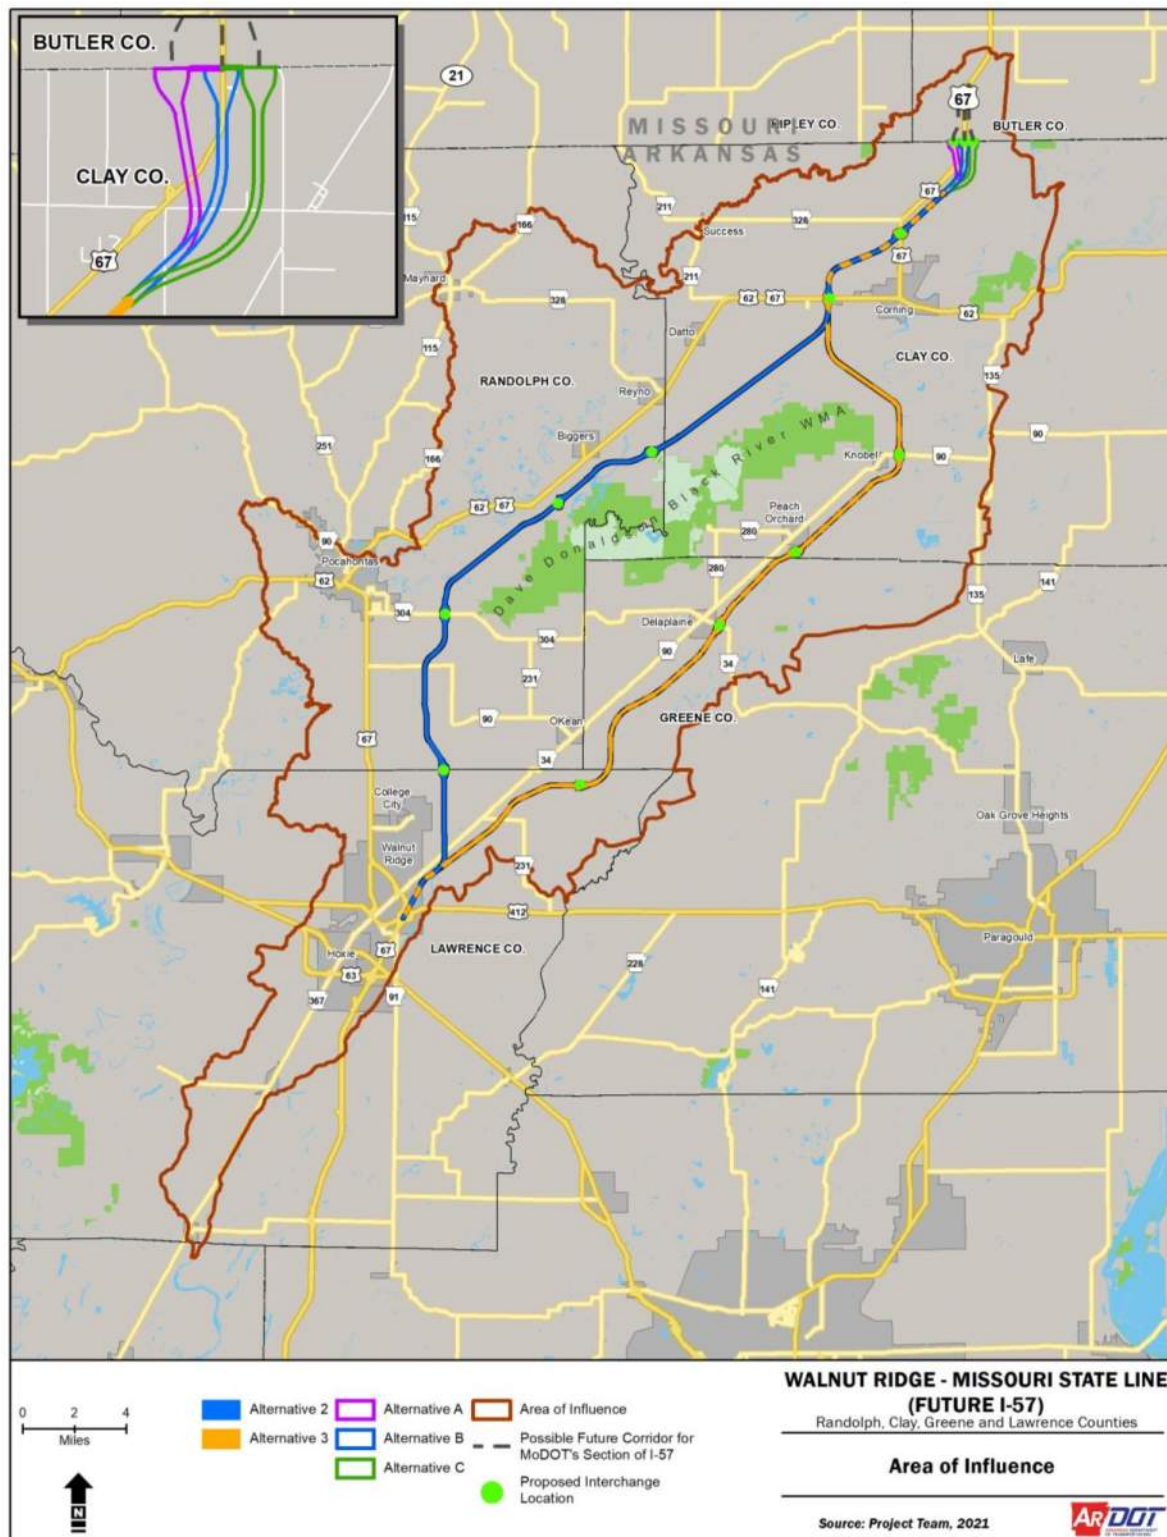 BUTLER CO.
CLAY CO.
67
21
MISSOURI
ARKANSAS
RIPLEY CO.
BUTLER CO.
67
67
211
328
Success
115
166
67
Maynard
211
328
62
67
Corning
62
Datto
CLAY CO.
115
135
RANDOLPH CO.
Reyno
Dave Donaldson Black River WMA
Biggers
251
166
90
Knobel
90
62
67
Peach
Orchard
90
280
Pocahontas
62
280
141
135
304
Delaplaine
304
90
34
Lafe
231
90
OKean
GREENE CO.
67
34
College
City
Oak Grove Heights
Walnut
Ridge
231
412
67
LAWRENCE CO.
Paragould
Hoxie
63
228
367
91
141
0 2 4
Miles
N
Alternative 2
Alternative 3
Alternative A
Alternative B
Alternative C
Area of Influence
Possible Future Corridor for
MoDOT's Section of I-57
Proposed Interchange
Location
WALNUT RIDGE - MISSOURI STATE LINE
(FUTURE I-57)
Randolph, Clay, Greene and Lawrence Counties
Area of Influence
Source: Project Team, 2021
ARDOT